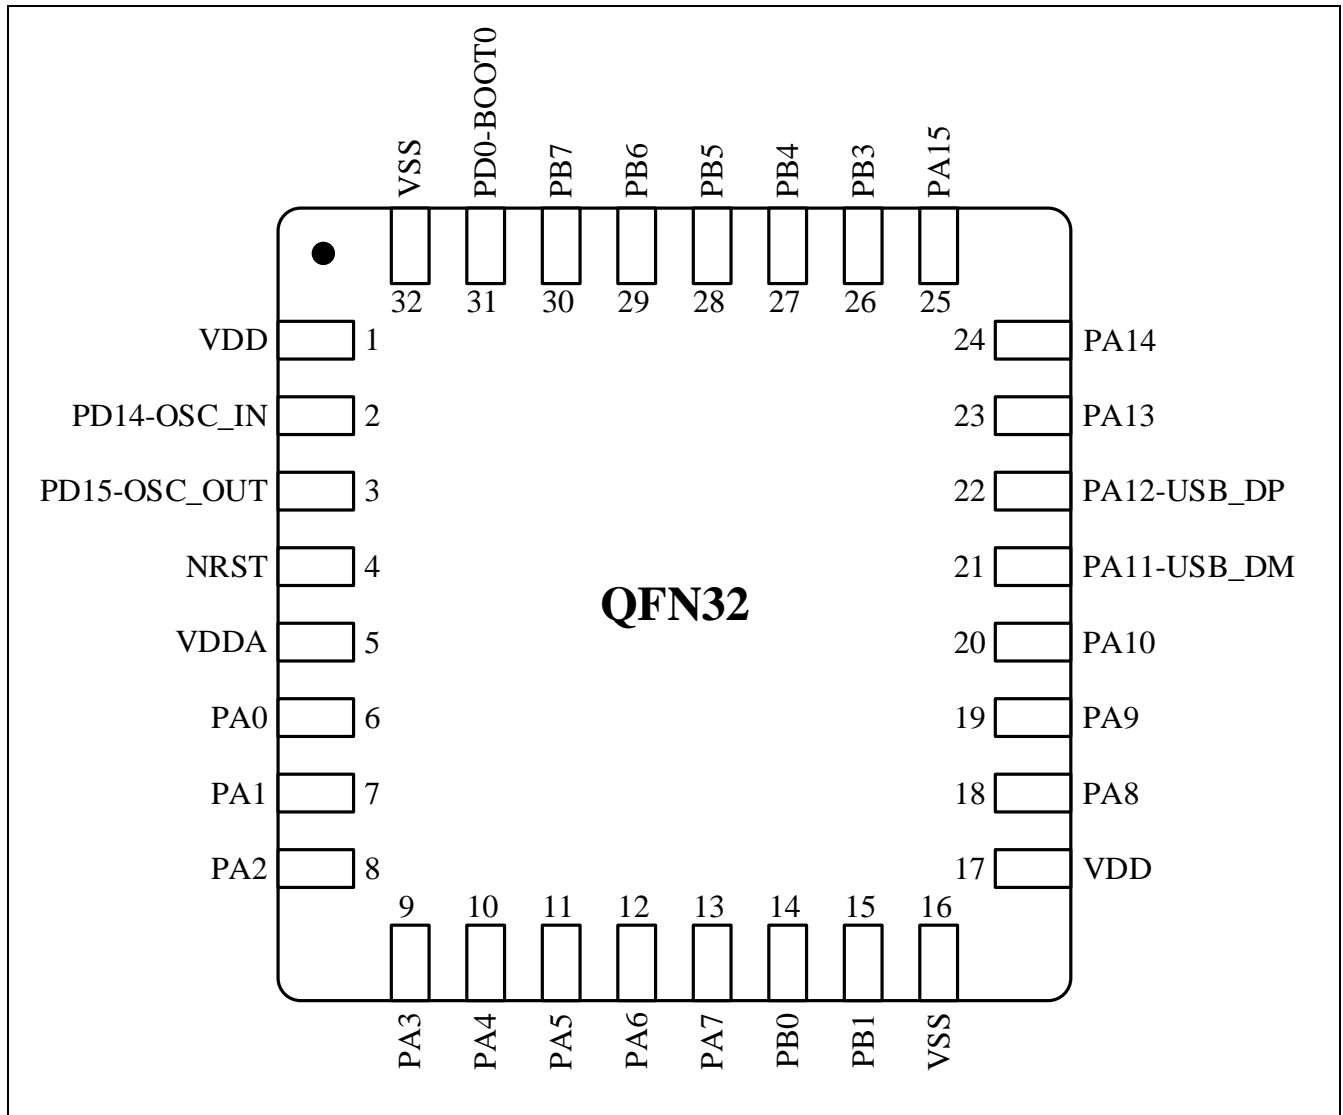 VSS
PD0-BOOT0
PB7
PB6
PB5
PB4
PB3
PA15
32 31 30 29 28 27 26 25
VDD 1 24 PA14
PD14-OSC_IN 2 23 PA13
PD15-OSC_OUT 3 22 PA12-USB_DP
NRST 4 21 PA11-USB_DM
QFN32
VDDA 5 20 PA10
PA0 6 19 PA9
PA1 7 18 PA8
PA2 8 17 VDD
9 10 11 12 13 14 15 16
PA3
PA4
PA5
PA6
PA7
PB0
PB1
VSS